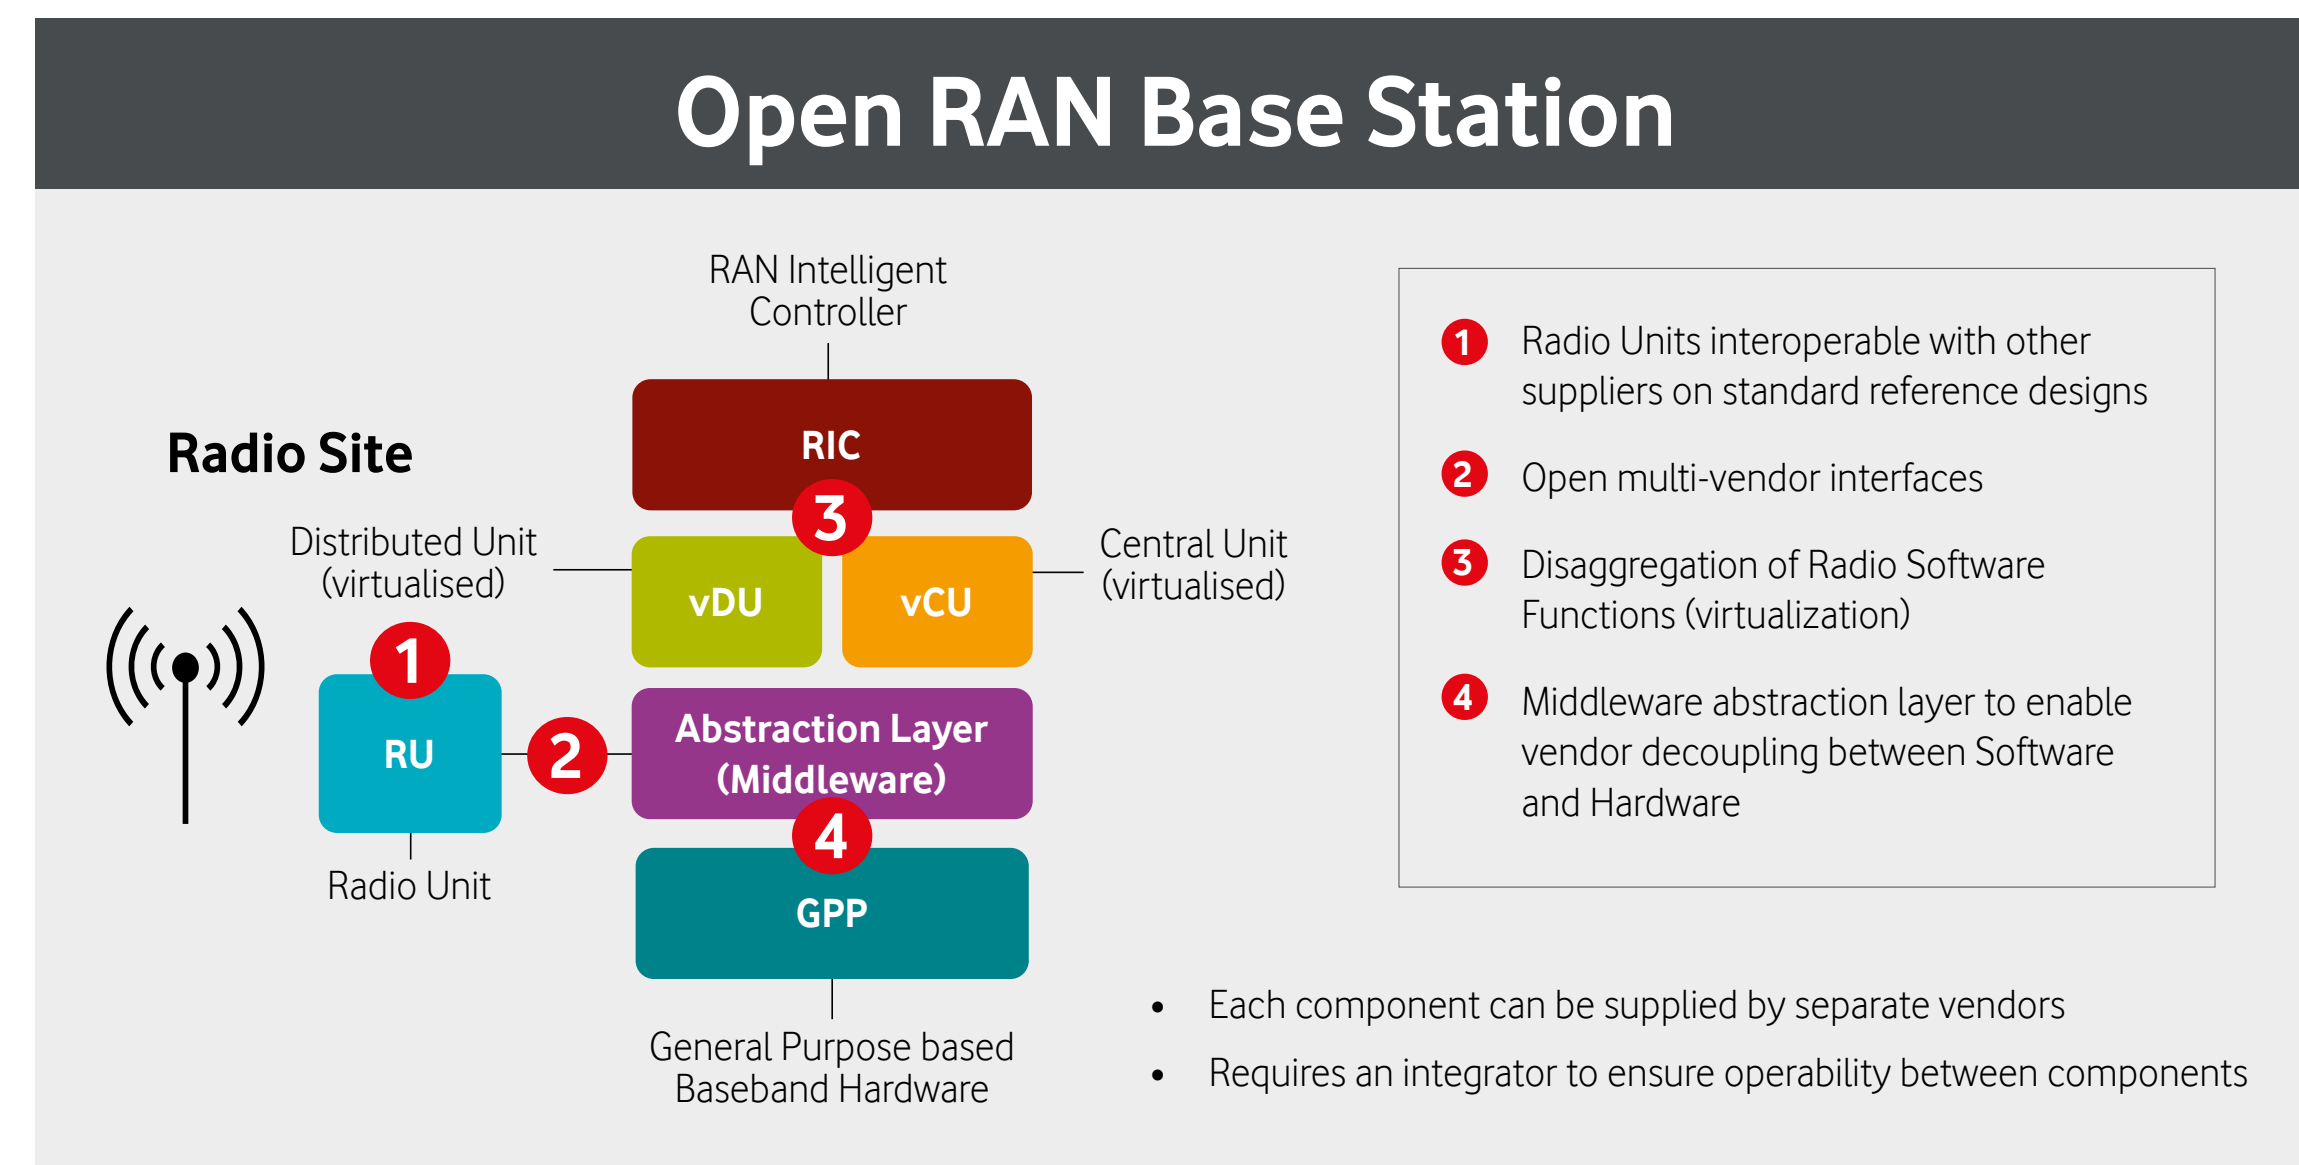 Open RAN Base Station
RAN Intelligent
Controller
RIC
Radio Site
3
Distributed Unit
(virtualised)
Central Unit
(virtualised)
vDU
vCU
1
RU
2
Abstraction Layer
(Middleware)
4
Radio Unit
GPP
General Purpose based
Baseband Hardware
1 Radio Units interoperable with other
suppliers on standard reference designs
2 Open multi-vendor interfaces
3 Disaggregation of Radio Software
Functions (virtualization)
4 Middleware abstraction layer to enable
vendor decoupling between Software
and Hardware
• Each component can be supplied by separate vendors
• Requires an integrator to ensure operability between components